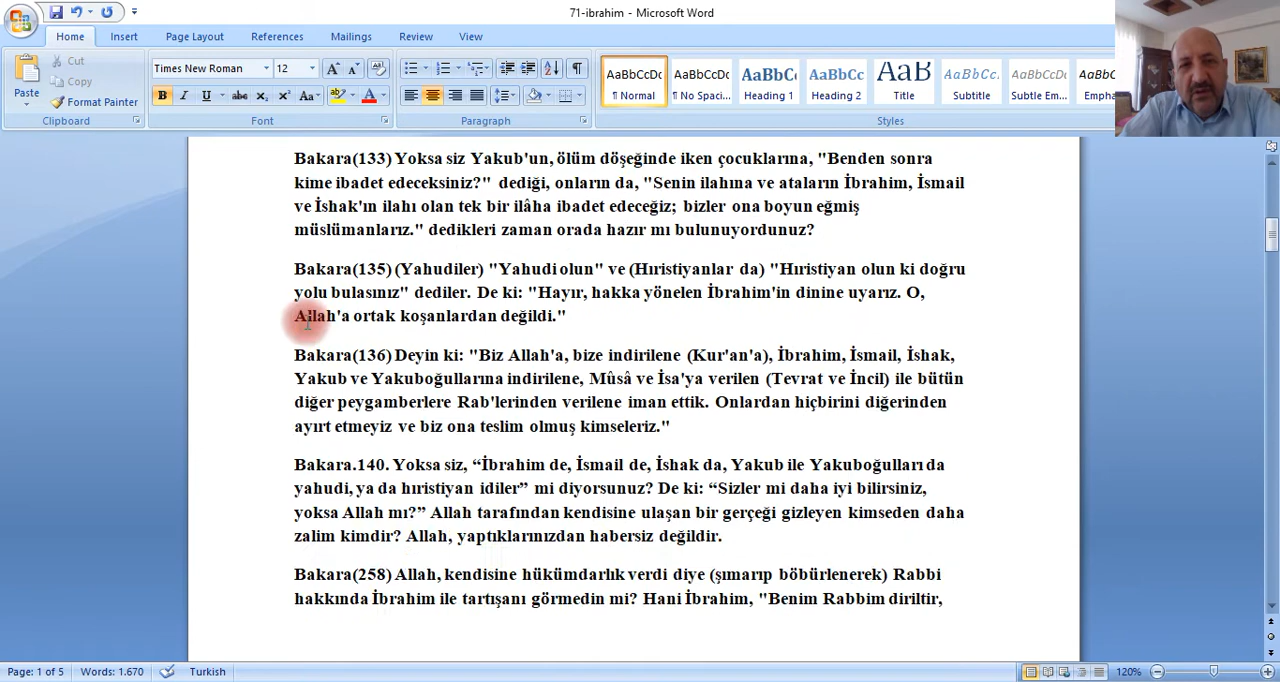 71-ibrahim - Microsoft Word
Home Insert Page Layout References Mailings Review View
Paste
Cut
Copy
Format Painter
Clipboard
Times New Roman 12
Font
Paragraph
AaBbCcDc AaBbCcDc AaBbCc AaBbCc AaB AaBbCc. AaBbCcDc AaBbCc
¶ Normal ¶ No Spaci... Heading 1 Heading 2 Title Subtitle Subtle Em... Empha
Styles
Bakara(133) Yoksa siz Yakub'un, ölüm döşeğinde iken çocuklarına, "Benden sonra
kime ibadet edeceksiniz?" dediği, onların da, "Senin ilahına ve ataların İbrahim, İsmail
ve İshak'ın ilahı olan tek bir ilâha ibadet edeceğiz; bizler ona boyun eğmiş
müslümanlarız." dedikleri zaman orada hazır mı bulunuyordunuz?
Bakara(135) (Yahudiler) "Yahudi olun" ve (Hıristiyanlar da) "Hıristiyan olun ki doğru
yolu bulasınız" dediler. De ki: "Hayır, hakka yönelen İbrahim'in dinine uyarız. O,
Allah'a ortak koşanlardan değildi."
Bakara(136) Deyin ki: "Biz Allah'a, bize indirilene (Kur'an'a), İbrahim, İsmail, İshak,
Yakub ve Yakuboğullarına indirilene, Mûsâ ve İsa'ya verilen (Tevrat ve İncil) ile bütün
diğer peygamberlere Rab'lerinden verilene iman ettik. Onlardan hiçbirini diğerinden
ayırt etmeyiz ve biz ona teslim olmuş kimseleriz."
Bakara.140. Yoksa siz, “İbrahim de, İsmail de, İshak da, Yakub ile Yakuboğulları da
yahudi, ya da hıristiyan idiler” mi diyorsunuz? De ki: “Sizler mi daha iyi bilirsiniz,
yoksa Allah mı?” Allah tarafından kendisine ulaşan bir gerçeği gizleyen kimseden daha
zalim kimdir? Allah, yaptıklarınızdan habersiz değildir.
Bakara(258) Allah, kendisine hükümdarlık verdi diye (şımarıp böbürlenerek) Rabbi
hakkında İbrahim ile tartışanı görmedin mi? Hani İbrahim, "Benim Rabbim diriltir,
Page: 1 of 5 Words: 1.670 Turkish 120%